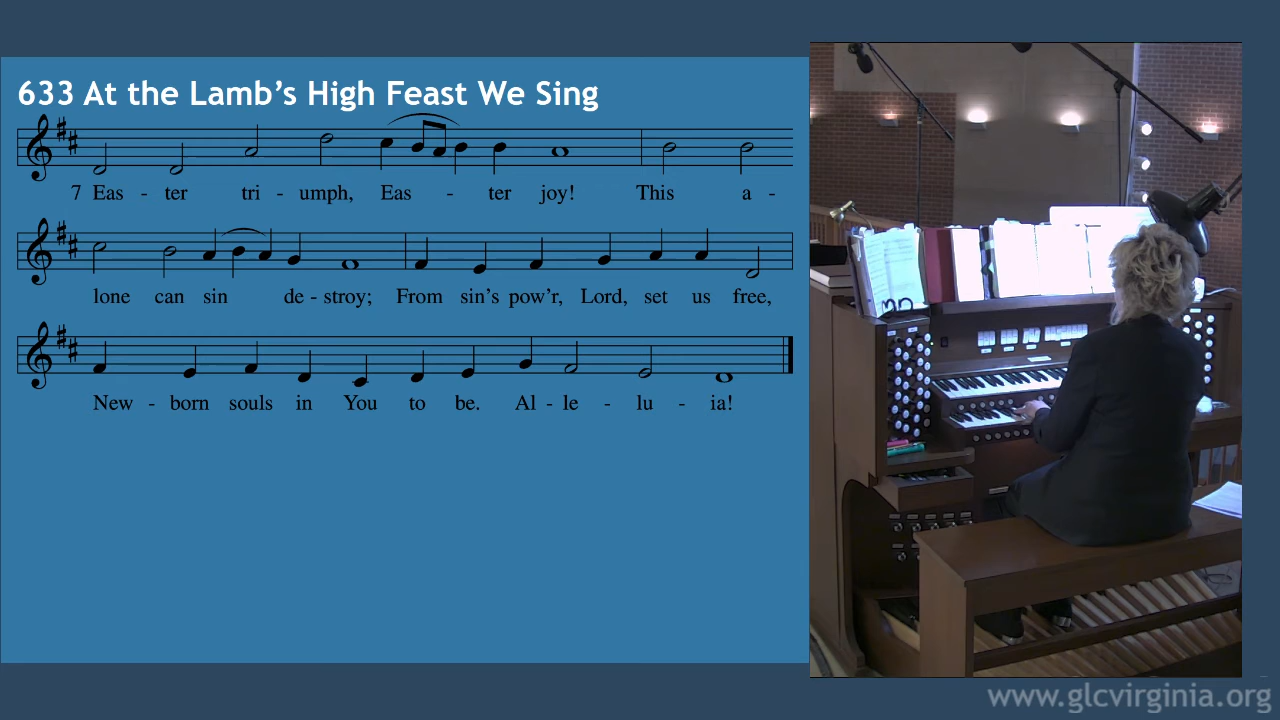 633 At the Lamb's High Feast We Sing
7 Eas - ter tri - umph, Eas - ter joy! This a -
lone can sin de - stroy; From sin's pow'r, Lord, set us free,
New - born souls in You to be. Al - le - lu - ia!
www.glcvirginia.org